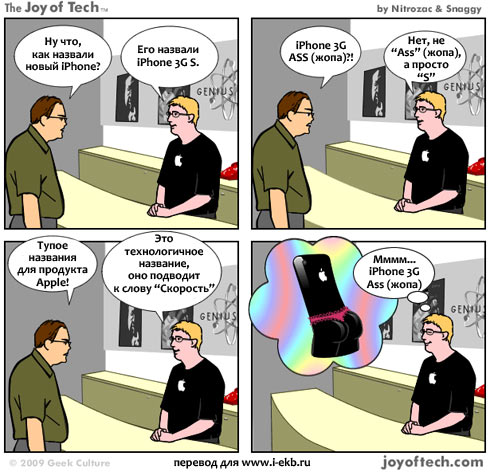 The Joy of Tech™
by Nitrozac & Snaggy
Ну что,
как назвали
новый iPhone?
Его назвали
iPhone 3G S.
GENIUS
iPhone 3G
ASS (жопа)?!
Нет, не
“Ass” (жопа),
а просто
“S”
GENIUS
Тупое
названия
для продукта
Apple!
Это
технологичное
название,
оно подводит
к слову “Скорость”
Мммм...
iPhone 3G
Ass (жопа)
© 2009 Geek Culture
перевод для www.i-ekb.ru
joyoftech.com